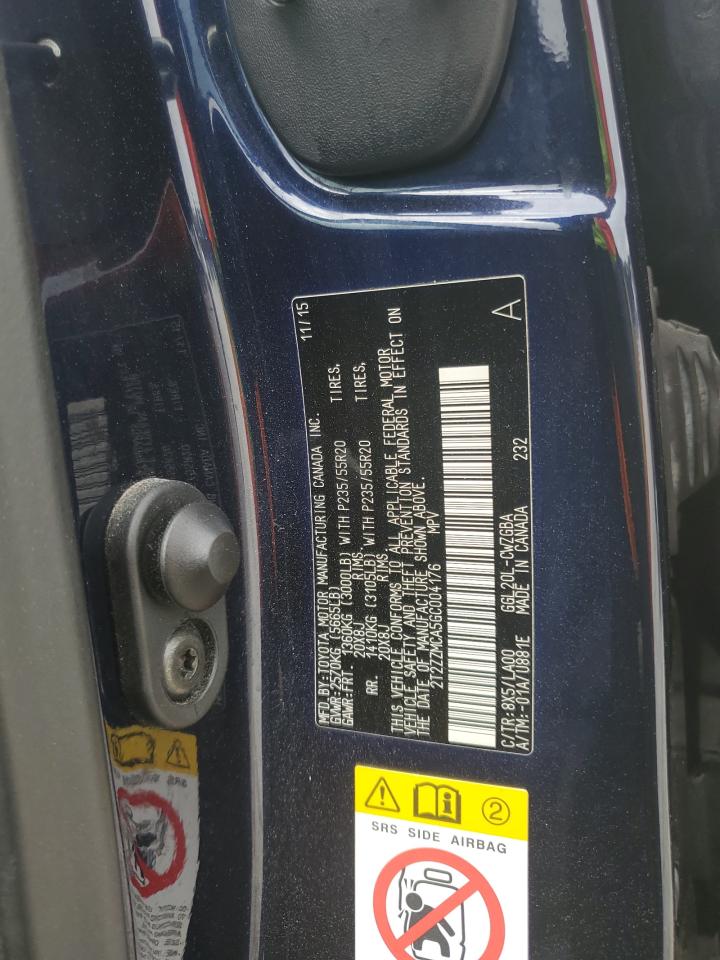 MFD.BY:TOYOTA MOTOR MANUFACTURING CANADA INC. 11/15
GVWR:2570KG (5665LB)
GAWR:FRT. 1360KG (3000LB) WITH P235/55R20 TIRES,
20X8J RIMS,
RR. 1410KG (3105LB) WITH P235/55R20 TIRES,
20X8J RIMS,
THIS VEHICLE CONFORMS TO ALL APPLICABLE FEDERAL MOTOR
VEHICLE SAFETY AND THEFT PREVENTION STANDARDS IN EFFECT ON
THE DATE OF MANUFACTURE SHOWN ABOVE.
2T2ZZMCA5GC004176 MPV
C/TR:8X5/LA00 GGL20L-CWZGBA 232
A/TM:-01A/U881E MADE IN CANADA
A
2
SRS SIDE AIRBAG